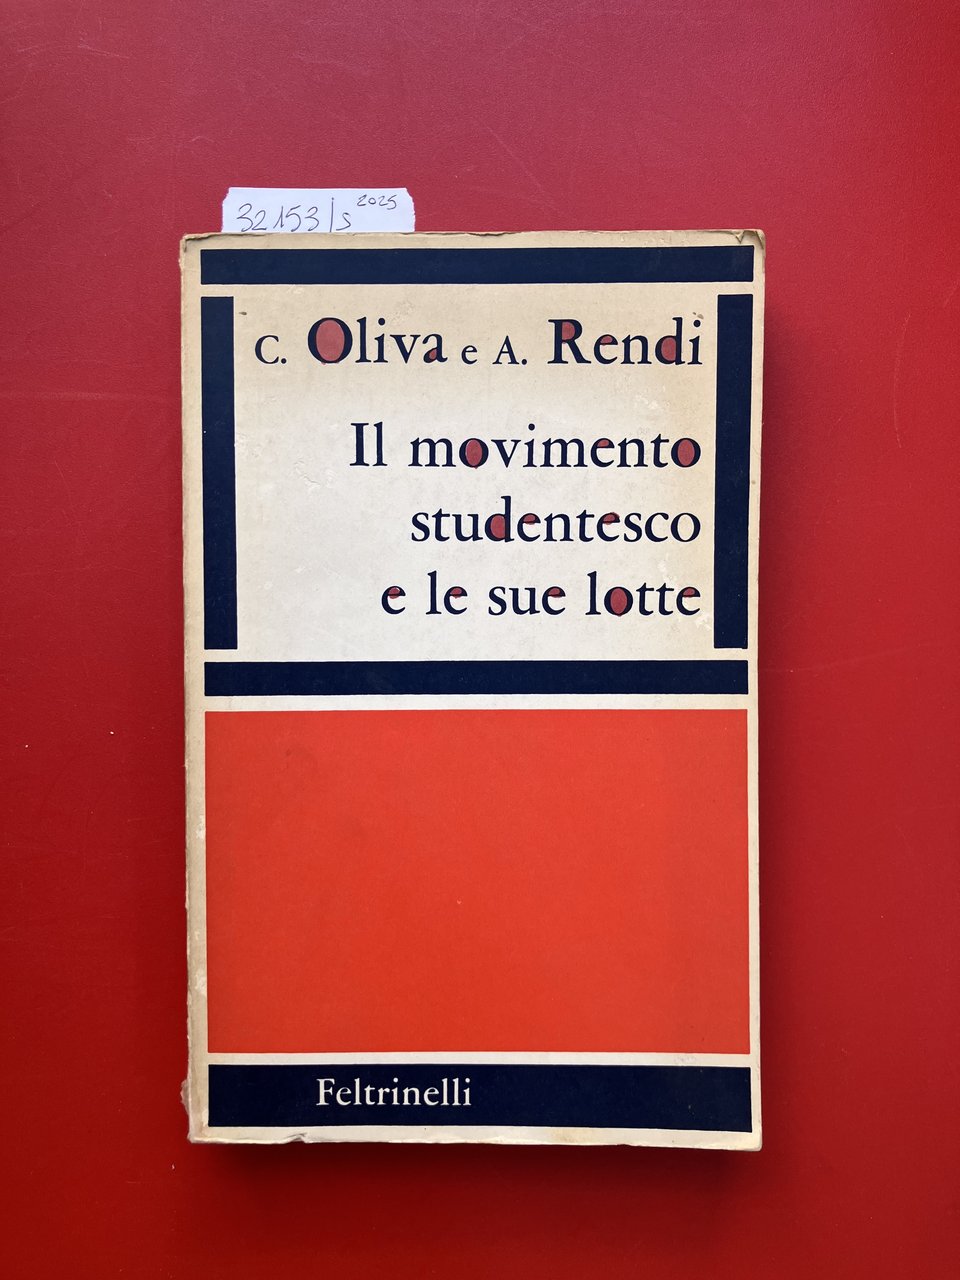 32153/s 2025
C. Oliva e A. Rendi
Il movimento
studentesco
e le sue lotte
Feltrinelli